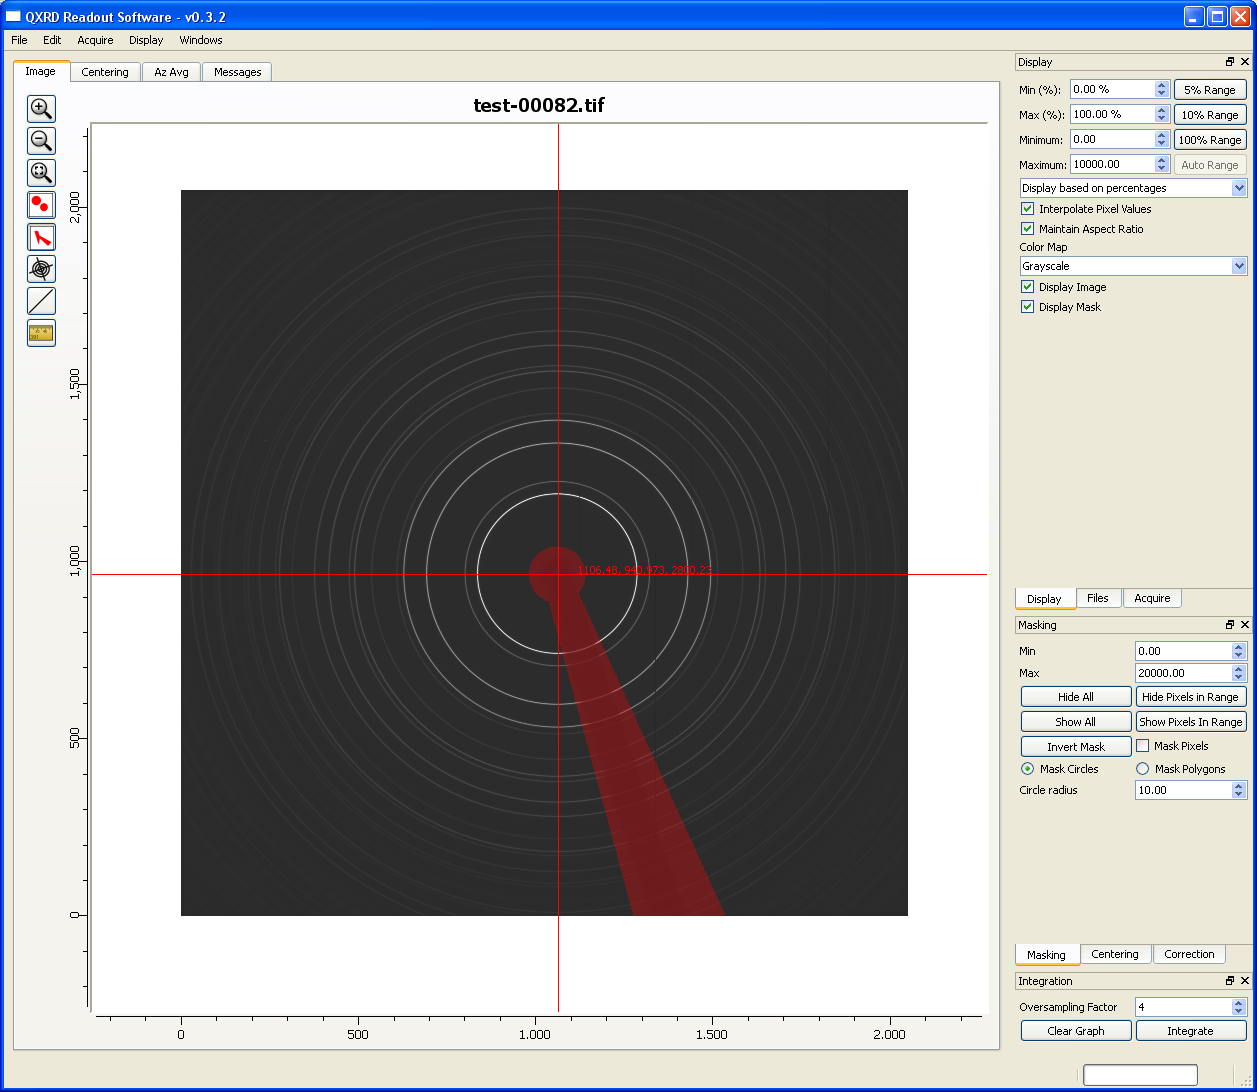 QXRD Readout Software - v0.3.2
File Edit Acquire Display Windows
Image Centering Az Avg Messages
test-00082.tif
2,000
1,500
1,000
500
0
0 500 1.000 1.500 2.000
Display
Min (%): 0.00 % 5% Range
Max (%): 100.00 % 10% Range
Minimum: 0.00 100% Range
Maximum: 10000.00 Auto Range
Display based on percentages
Interpolate Pixel Values
Maintain Aspect Ratio
Color Map
Grayscale
Display Image
Display Mask
Display Files Acquire
Masking
Min 0.00
Max 20000.00
Hide All Hide Pixels in Range
Show All Show Pixels In Range
Invert Mask Mask Pixels
Mask Circles Mask Polygons
Circle radius 10.00
Masking Centering Correction
Integration
Oversampling Factor 4
Clear Graph Integrate